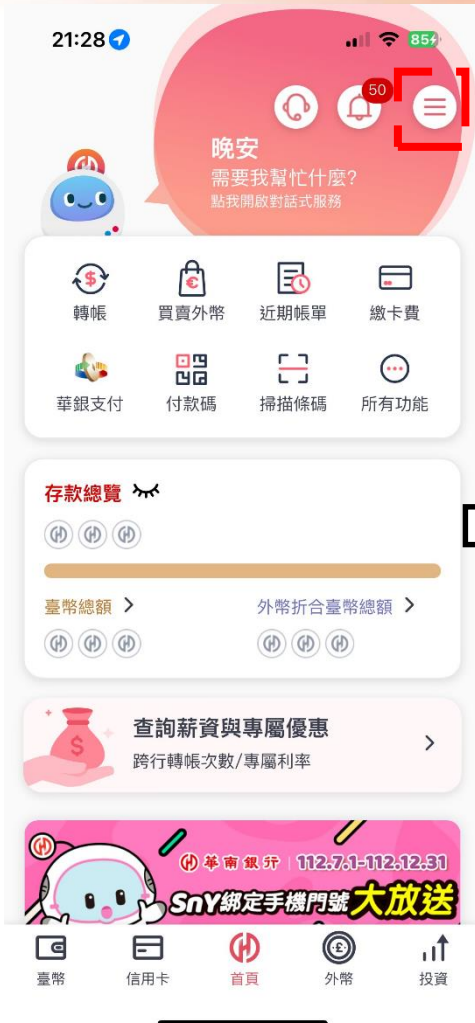 21:28
85
50
晚安
需要我幫忙什麼?
點我開啟對話式服務
轉帳
買賣外幣
近期帳單
繳卡費
華銀支付
付款碼
掃描條碼
所有功能
存款總覽
臺幣總額
外幣折合臺幣總額
查詢薪資與專屬優惠
跨行轉帳次數/專屬利率
華南銀行 112.7.1-112.12.31
SnY綁定手機門號大放送
臺幣
信用卡
首頁
外幣
投資